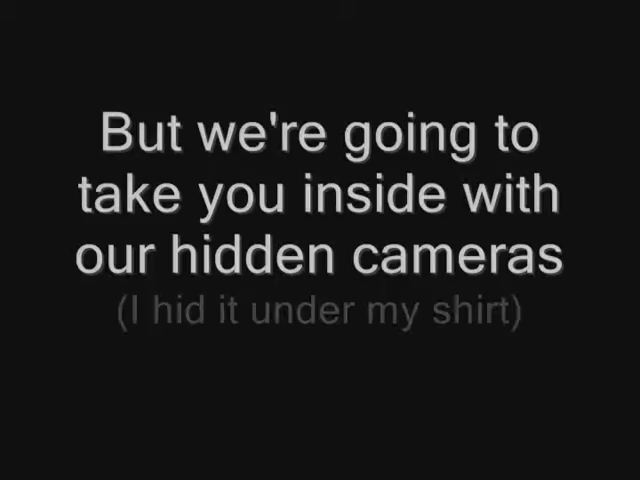 But we're going to
take you inside with
our hidden cameras
(I hid it under my shirt)